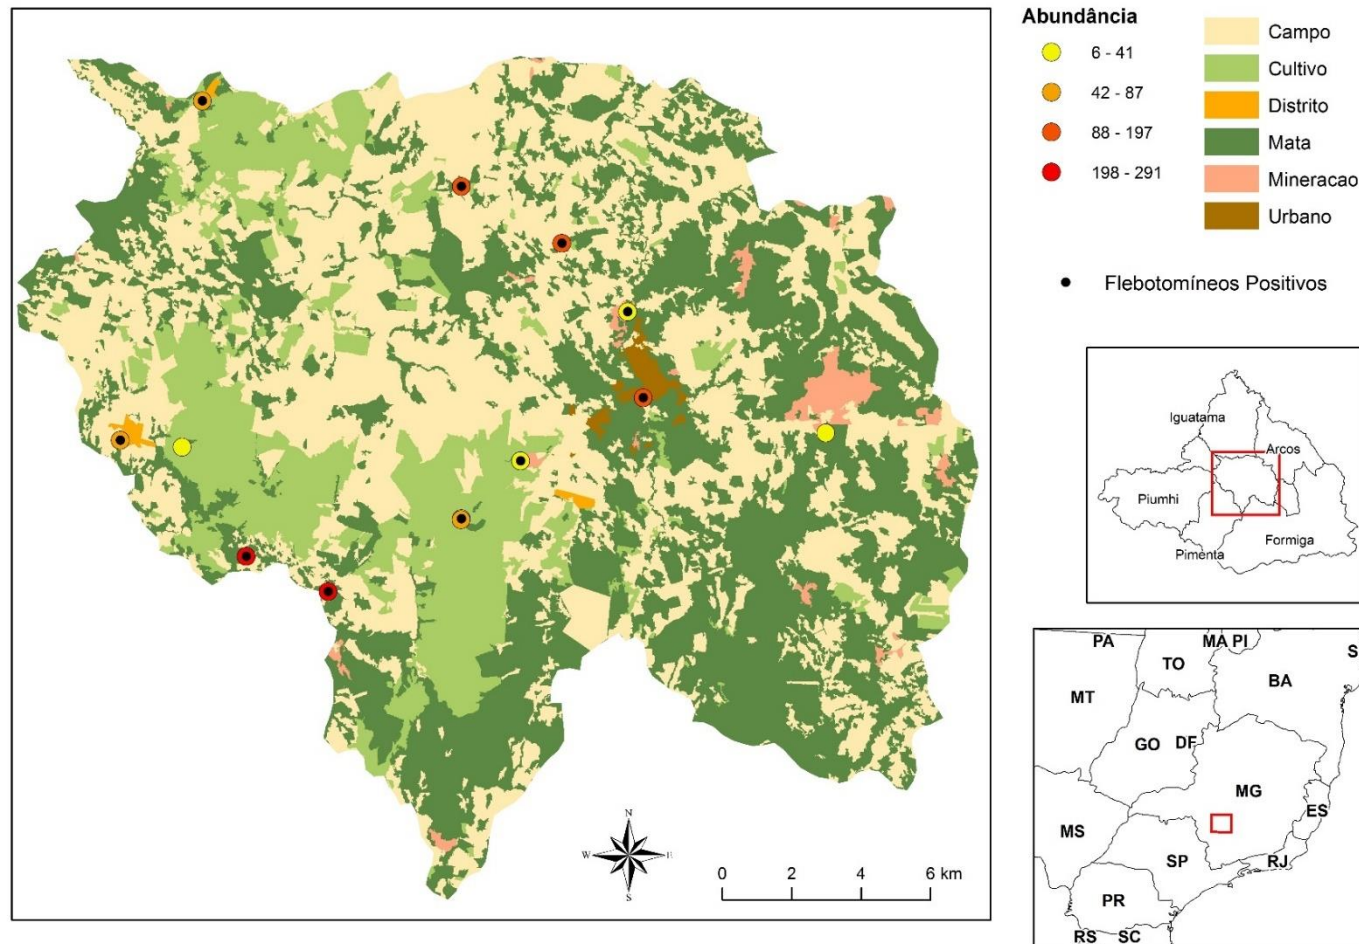 Abundância
6 - 41
42 - 87
88 - 197
198 - 291
Campo
Cultivo
Distrito
Mata
Mineracao
Urbano
Flebotomíneos Positivos
Iguatama
Arcos
Piumhi
Pimenta
Formiga
N
W
S
0 2 4 6 km
PA
TO
MA PI
S
MT
BA
GO
DF
MG
ES
MS
SP
RJ
PR
RS
SC